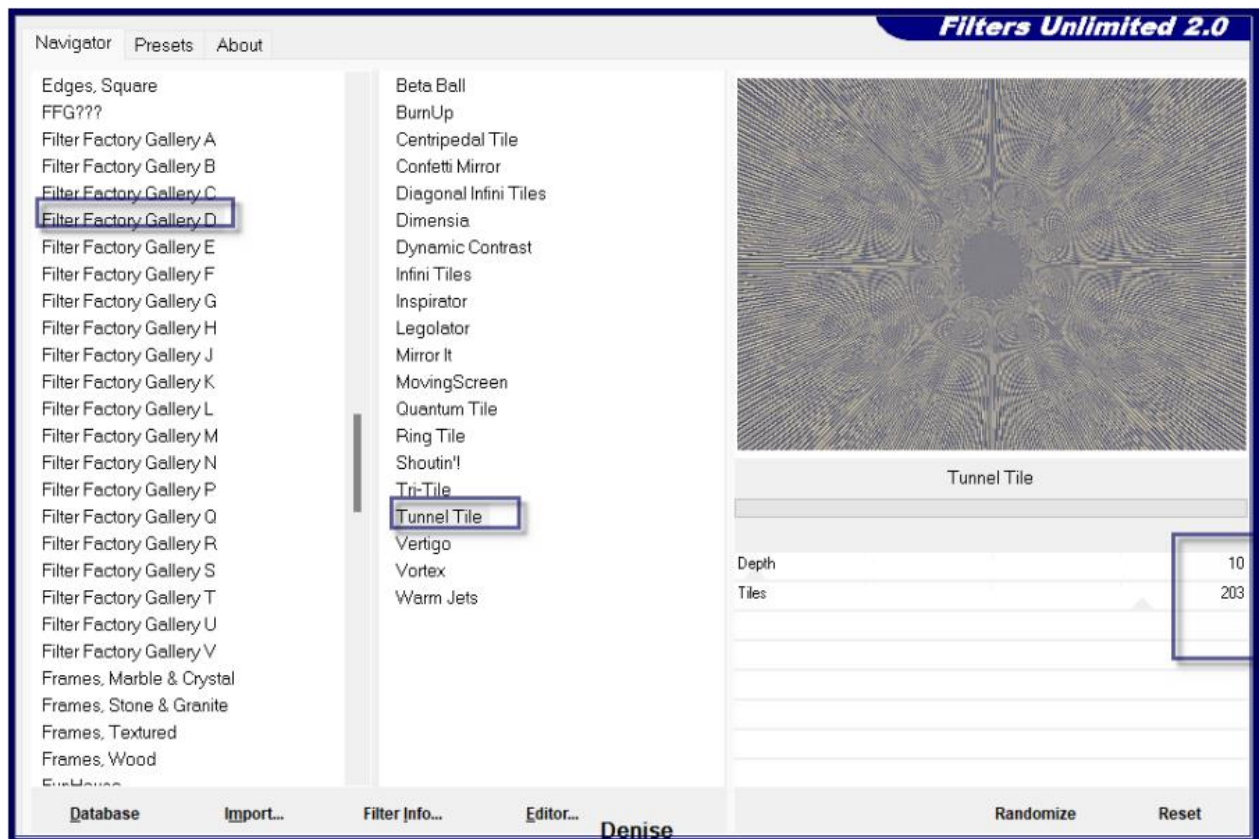 Filters Unlimited 2.0
Navigator Presets About
Edges, Square
FFG???
Filter Factory Gallery A
Filter Factory Gallery B
Filter Factory Gallery C
Filter Factory Gallery D
Filter Factory Gallery E
Filter Factory Gallery F
Filter Factory Gallery G
Filter Factory Gallery H
Filter Factory Gallery J
Filter Factory Gallery K
Filter Factory Gallery L
Filter Factory Gallery M
Filter Factory Gallery N
Filter Factory Gallery P
Filter Factory Gallery Q
Filter Factory Gallery R
Filter Factory Gallery S
Filter Factory Gallery T
Filter Factory Gallery U
Filter Factory Gallery V
Frames, Marble & Crystal
Frames, Stone & Granite
Frames, Textured
Frames, Wood
FunHouse
Beta Ball
BurnUp
Centripedal Tile
Confetti Mirror
Diagonal Infini Tiles
Dimensia
Dynamic Contrast
Infini Tiles
Inspirator
Legolator
Mirror It
MovingScreen
Quantum Tile
Ring Tile
Shoutin'!
Tri-Tile
Tunnel Tile
Vertigo
Vortex
Warm Jets
Tunnel Tile
Depth 10
Tiles 203
Database Import... Filter Info... Editor... Randomize Reset
Denise